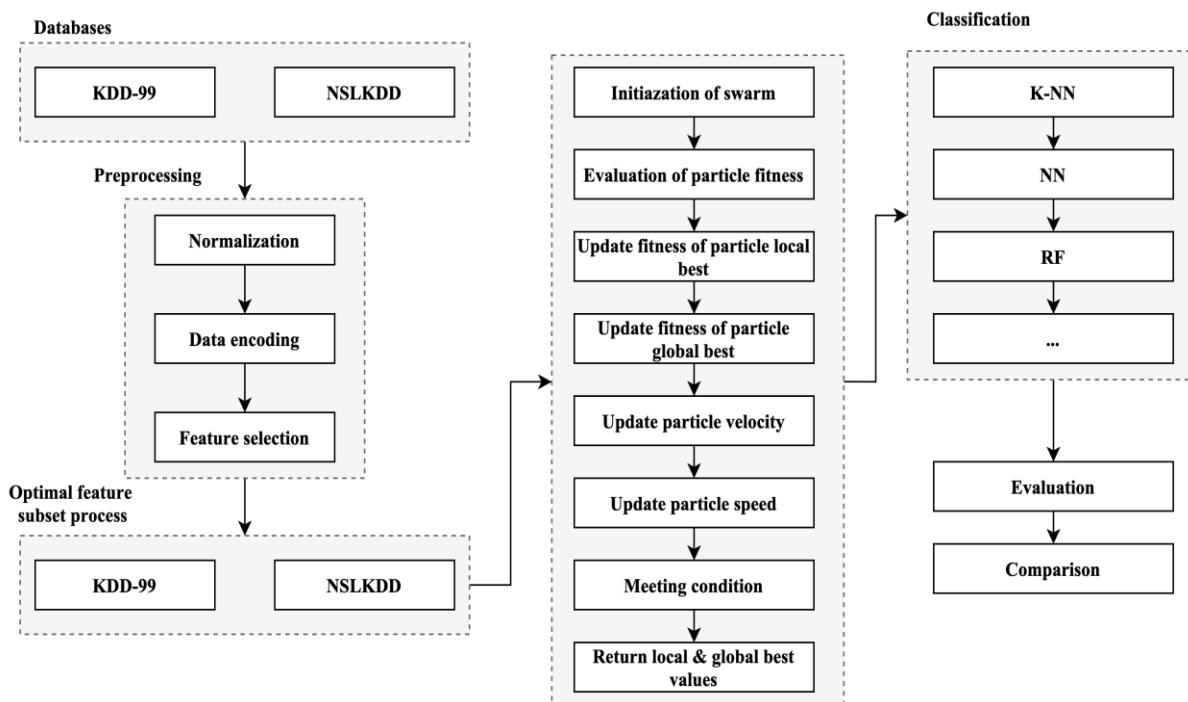 Databases
KDD-99
NSLKDD
Preprocessing
Normalization
Data encoding
Feature selection
Optimal feature
subset process
KDD-99
NSLKDD
Initiazation of swarm
Evaluation of particle fitness
Update fitness of particle local
best
Update fitness of particle
global best
Update particle velocity
Update particle speed
Meeting condition
Return local & global best
values
Classification
K-NN
NN
RF
...
Evaluation
Comparison